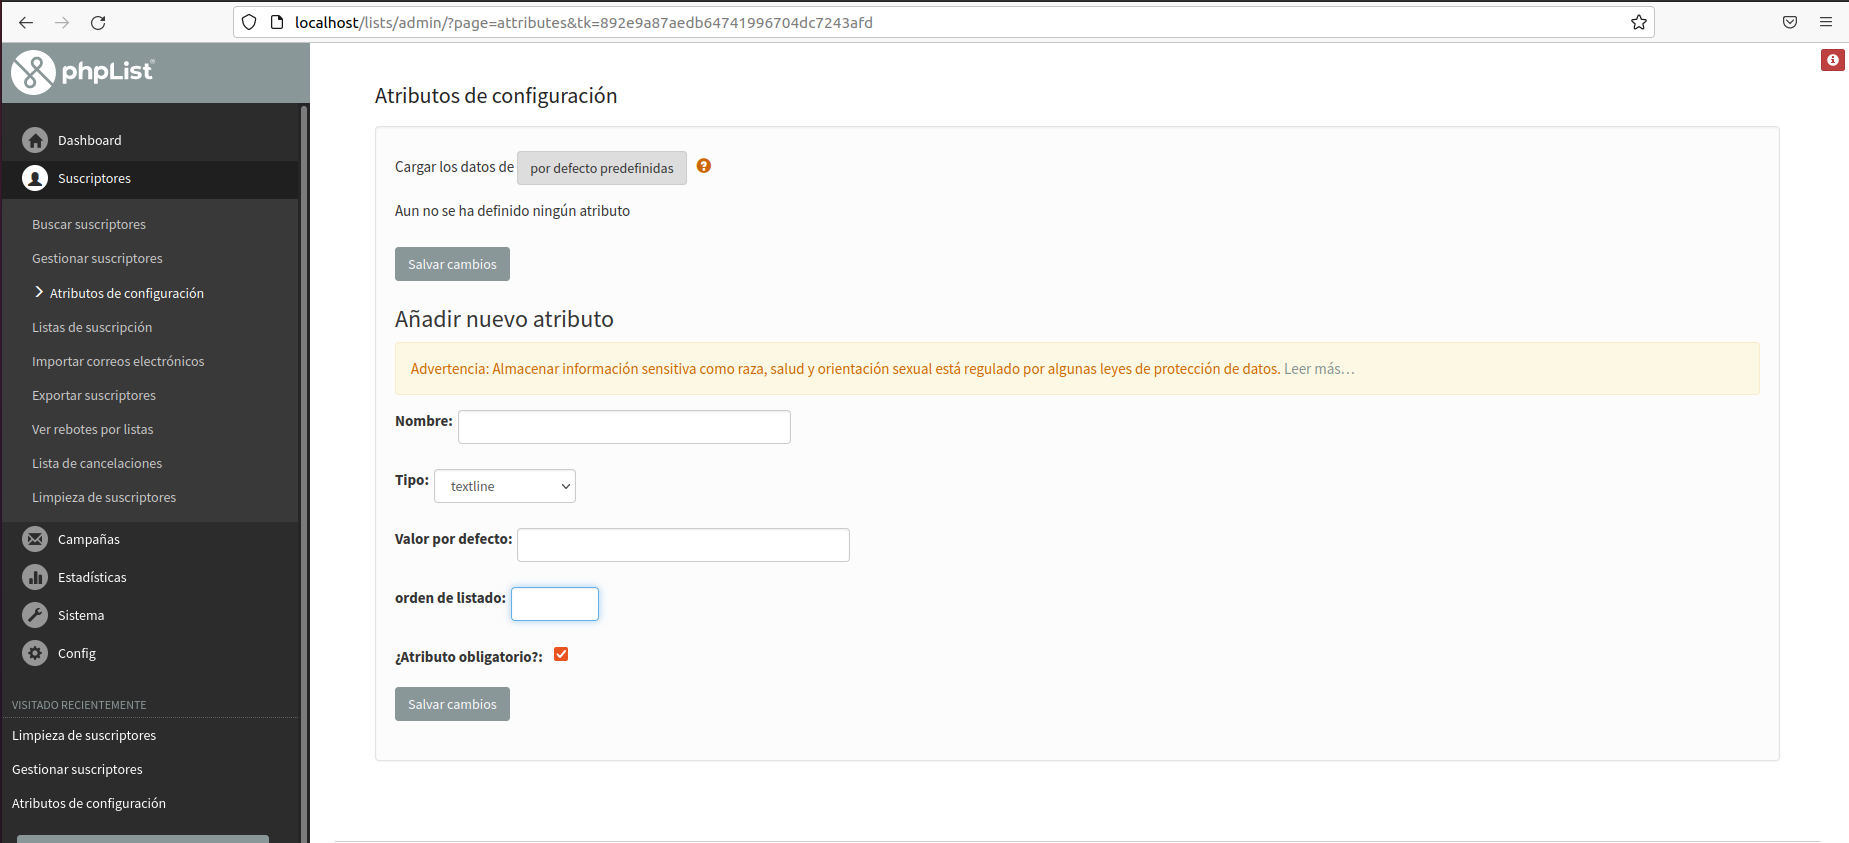 localhost/lists/admin/?page=attributes&tk=892e9a87aedb64741996704dc7243afd
phpList
Dashboard
Suscriptores
Buscar suscriptores
Gestionar suscriptores
Atributos de configuración
Listas de suscripción
Importar correos electrónicos
Exportar suscriptores
Ver rebotes por listas
Lista de cancelaciones
Limpieza de suscriptores
Campañas
Estadísticas
Sistema
Config
VISITADO RECIENTEMENTE
Limpieza de suscriptores
Gestionar suscriptores
Atributos de configuración
Atributos de configuración
Cargar los datos de por defecto predefinidas ?
Aun no se ha definido ningún atributo
Salvar cambios
Añadir nuevo atributo
Advertencia: Almacenar información sensitiva como raza, salud y orientación sexual está regulado por algunas leyes de protección de datos. Leer más…
Nombre:
Tipo: textline
Valor por defecto:
orden de listado:
¿Atributo obligatorio?:
Salvar cambios